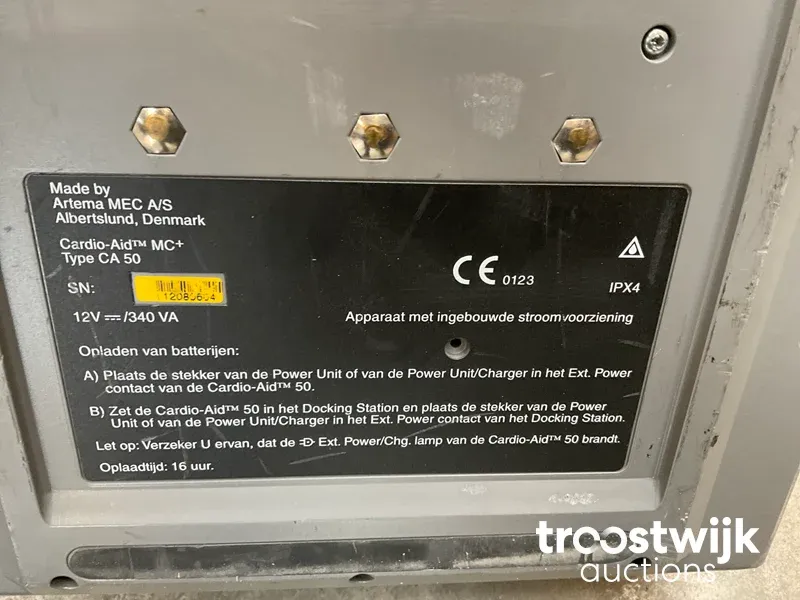 Made by
Artema MEC A/S
Albertslund, Denmark
Cardio-Aid™ MC+
Type CA 50
SN:
12V ⎓/340 VA
CE 0123
IPX4
Apparaat met ingebouwde stroomvoorziening
Opladen van batterijen:
A) Plaats de stekker van de Power Unit of van de Power Unit/Charger in het Ext. Power
contact van de Cardio-Aid™ 50.
B) Zet de Cardio-Aid™ 50 in het Docking Station en plaats de stekker van de Power
Unit of van de Power Unit/Charger in het Ext. Power contact van het Docking Station.
Let op: Verzeker U ervan, dat de Ext. Power/Chg. lamp van de Cardio-Aid™ 50 brandt.
Oplaadtijd: 16 uur.
troostwijk
auctions